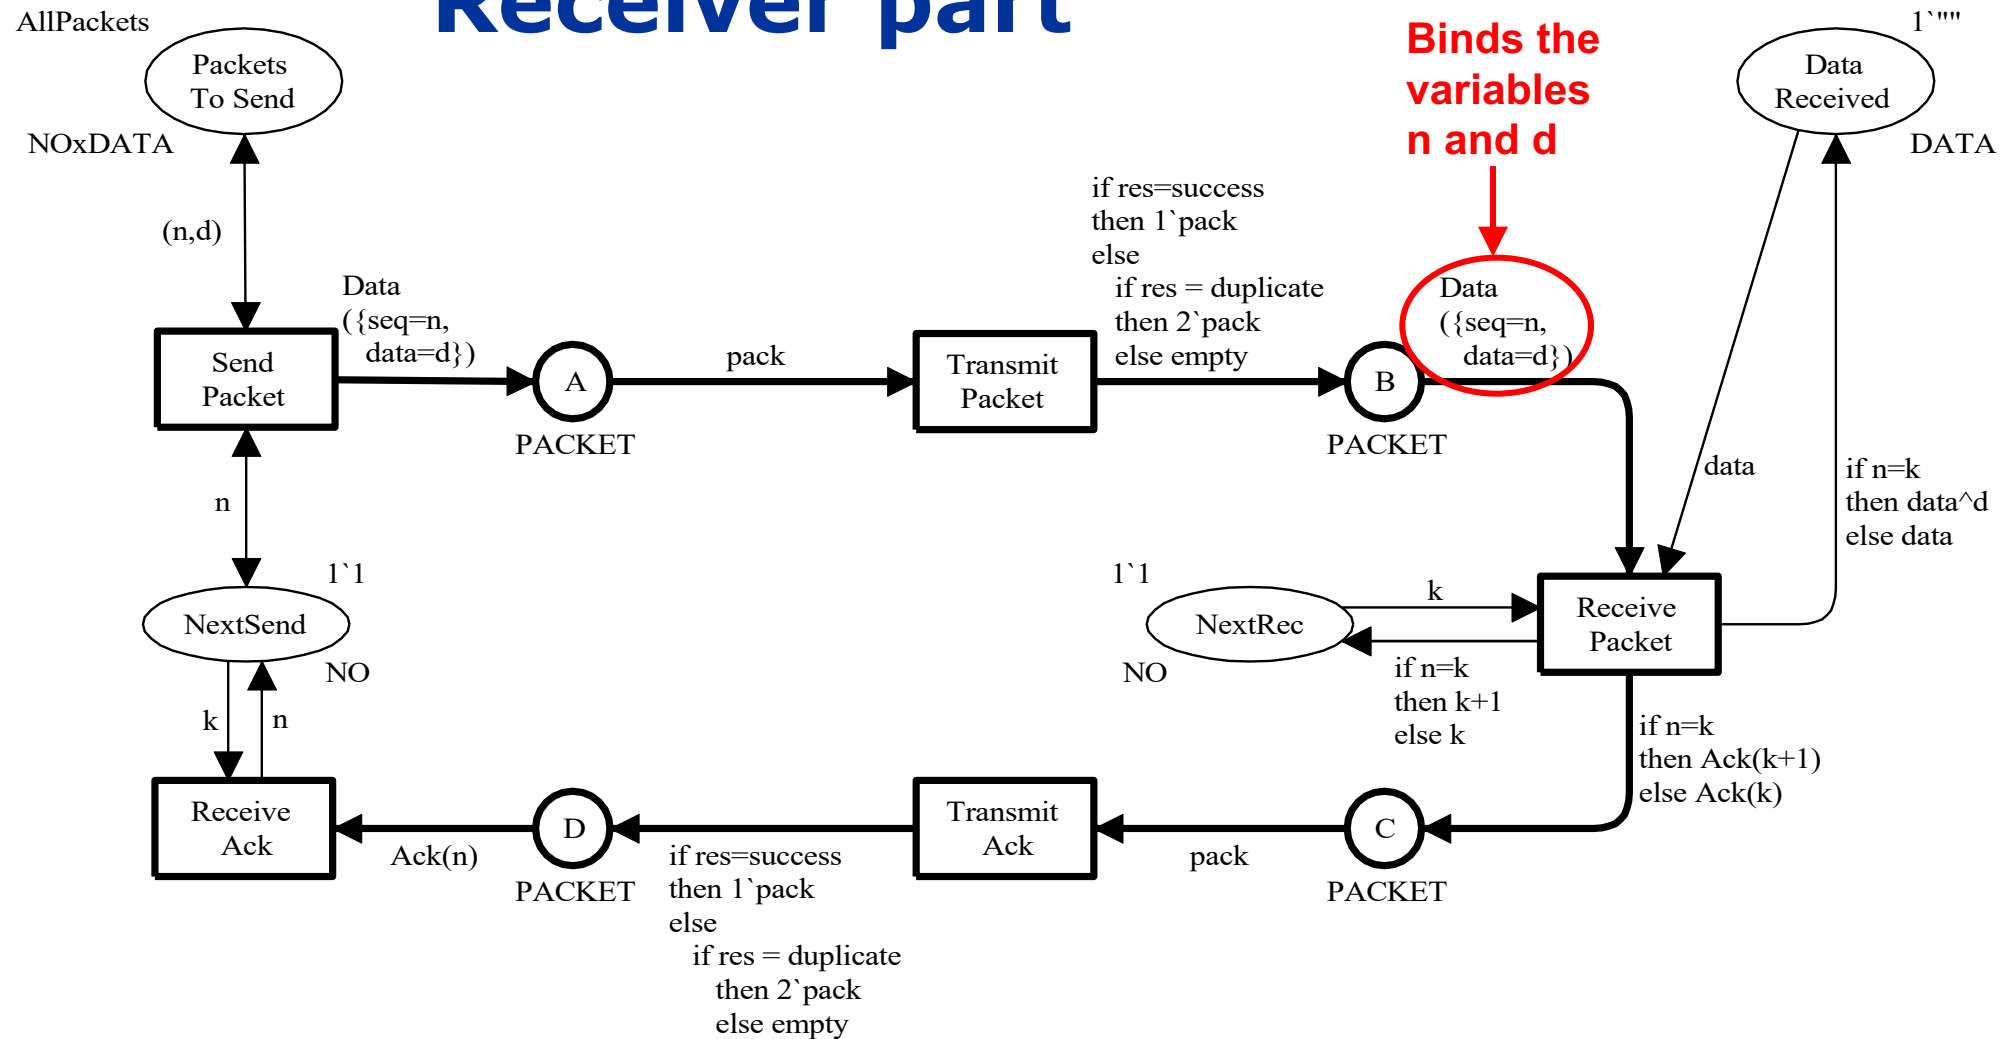 Receiver part
AllPackets
Packets
To Send
NOxDATA
(n,d)
Data
({seq=n,
data=d})
Send
Packet
A
PACKET
pack
Transmit
Packet
if res=success
then 1`pack
else
if res = duplicate
then 2`pack
else empty
Binds the
variables
n and d
Data
({seq=n,
data=d})
B
PACKET
1`""
Data
Received
DATA
data
if n=k
then data^d
else data
n
1`1
NextSend
NO
k
n
1`1
NextRec
NO
k
if n=k
then k+1
else k
Receive
Packet
if n=k
then Ack(k+1)
else Ack(k)
Receive
Ack
Ack(n)
D
PACKET
if res=success
then 1`pack
else
if res = duplicate
then 2`pack
else empty
Transmit
Ack
pack
C
PACKET